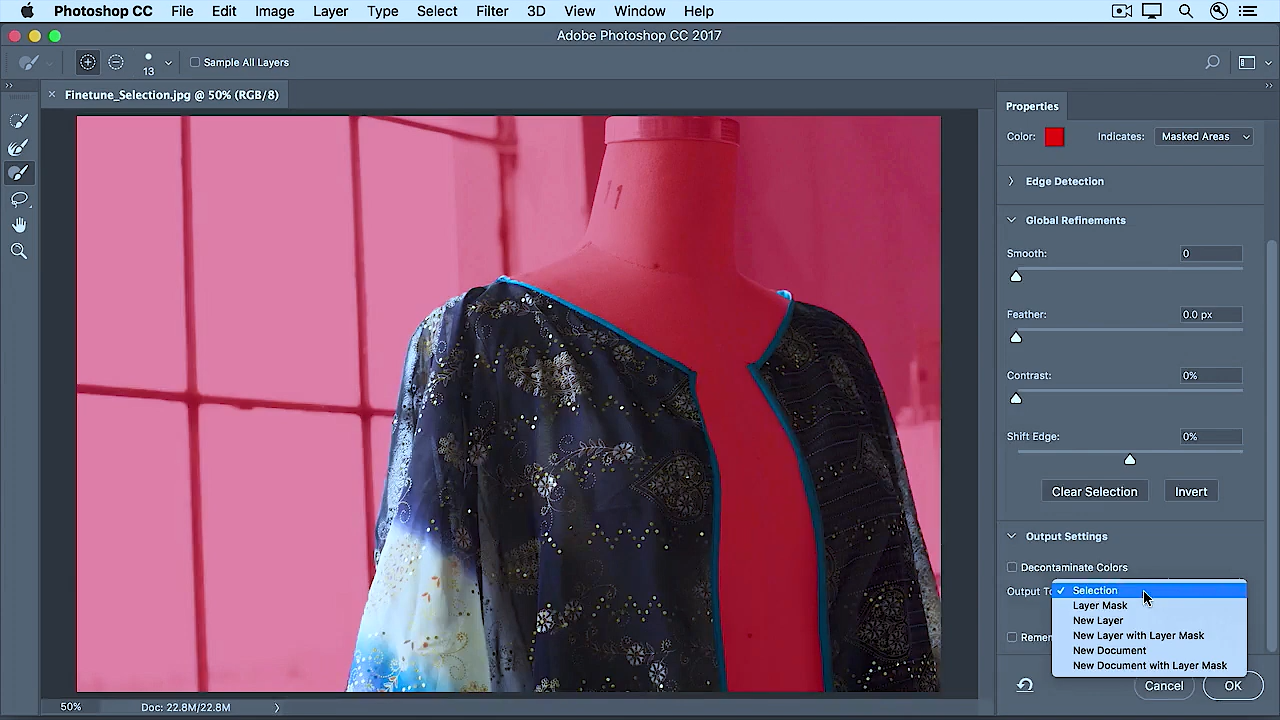 Photoshop CC File Edit Image Layer Type Select Filter 3D View Window Help
Adobe Photoshop CC 2017
13 Sample All Layers
Finetune_Selection.jpg @ 50% (RGB/8)
Properties
Color: Indicates: Masked Areas
Edge Detection
Global Refinements
Smooth: 0
Feather: 0.0 px
Contrast: 0%
Shift Edge: 0%
Clear Selection Invert
Output Settings
Decontaminate Colors
Output To
Selection
Layer Mask
New Layer
New Layer with Layer Mask
New Document
New Document with Layer Mask
Cancel OK
50% Doc: 22.8M/22.8M